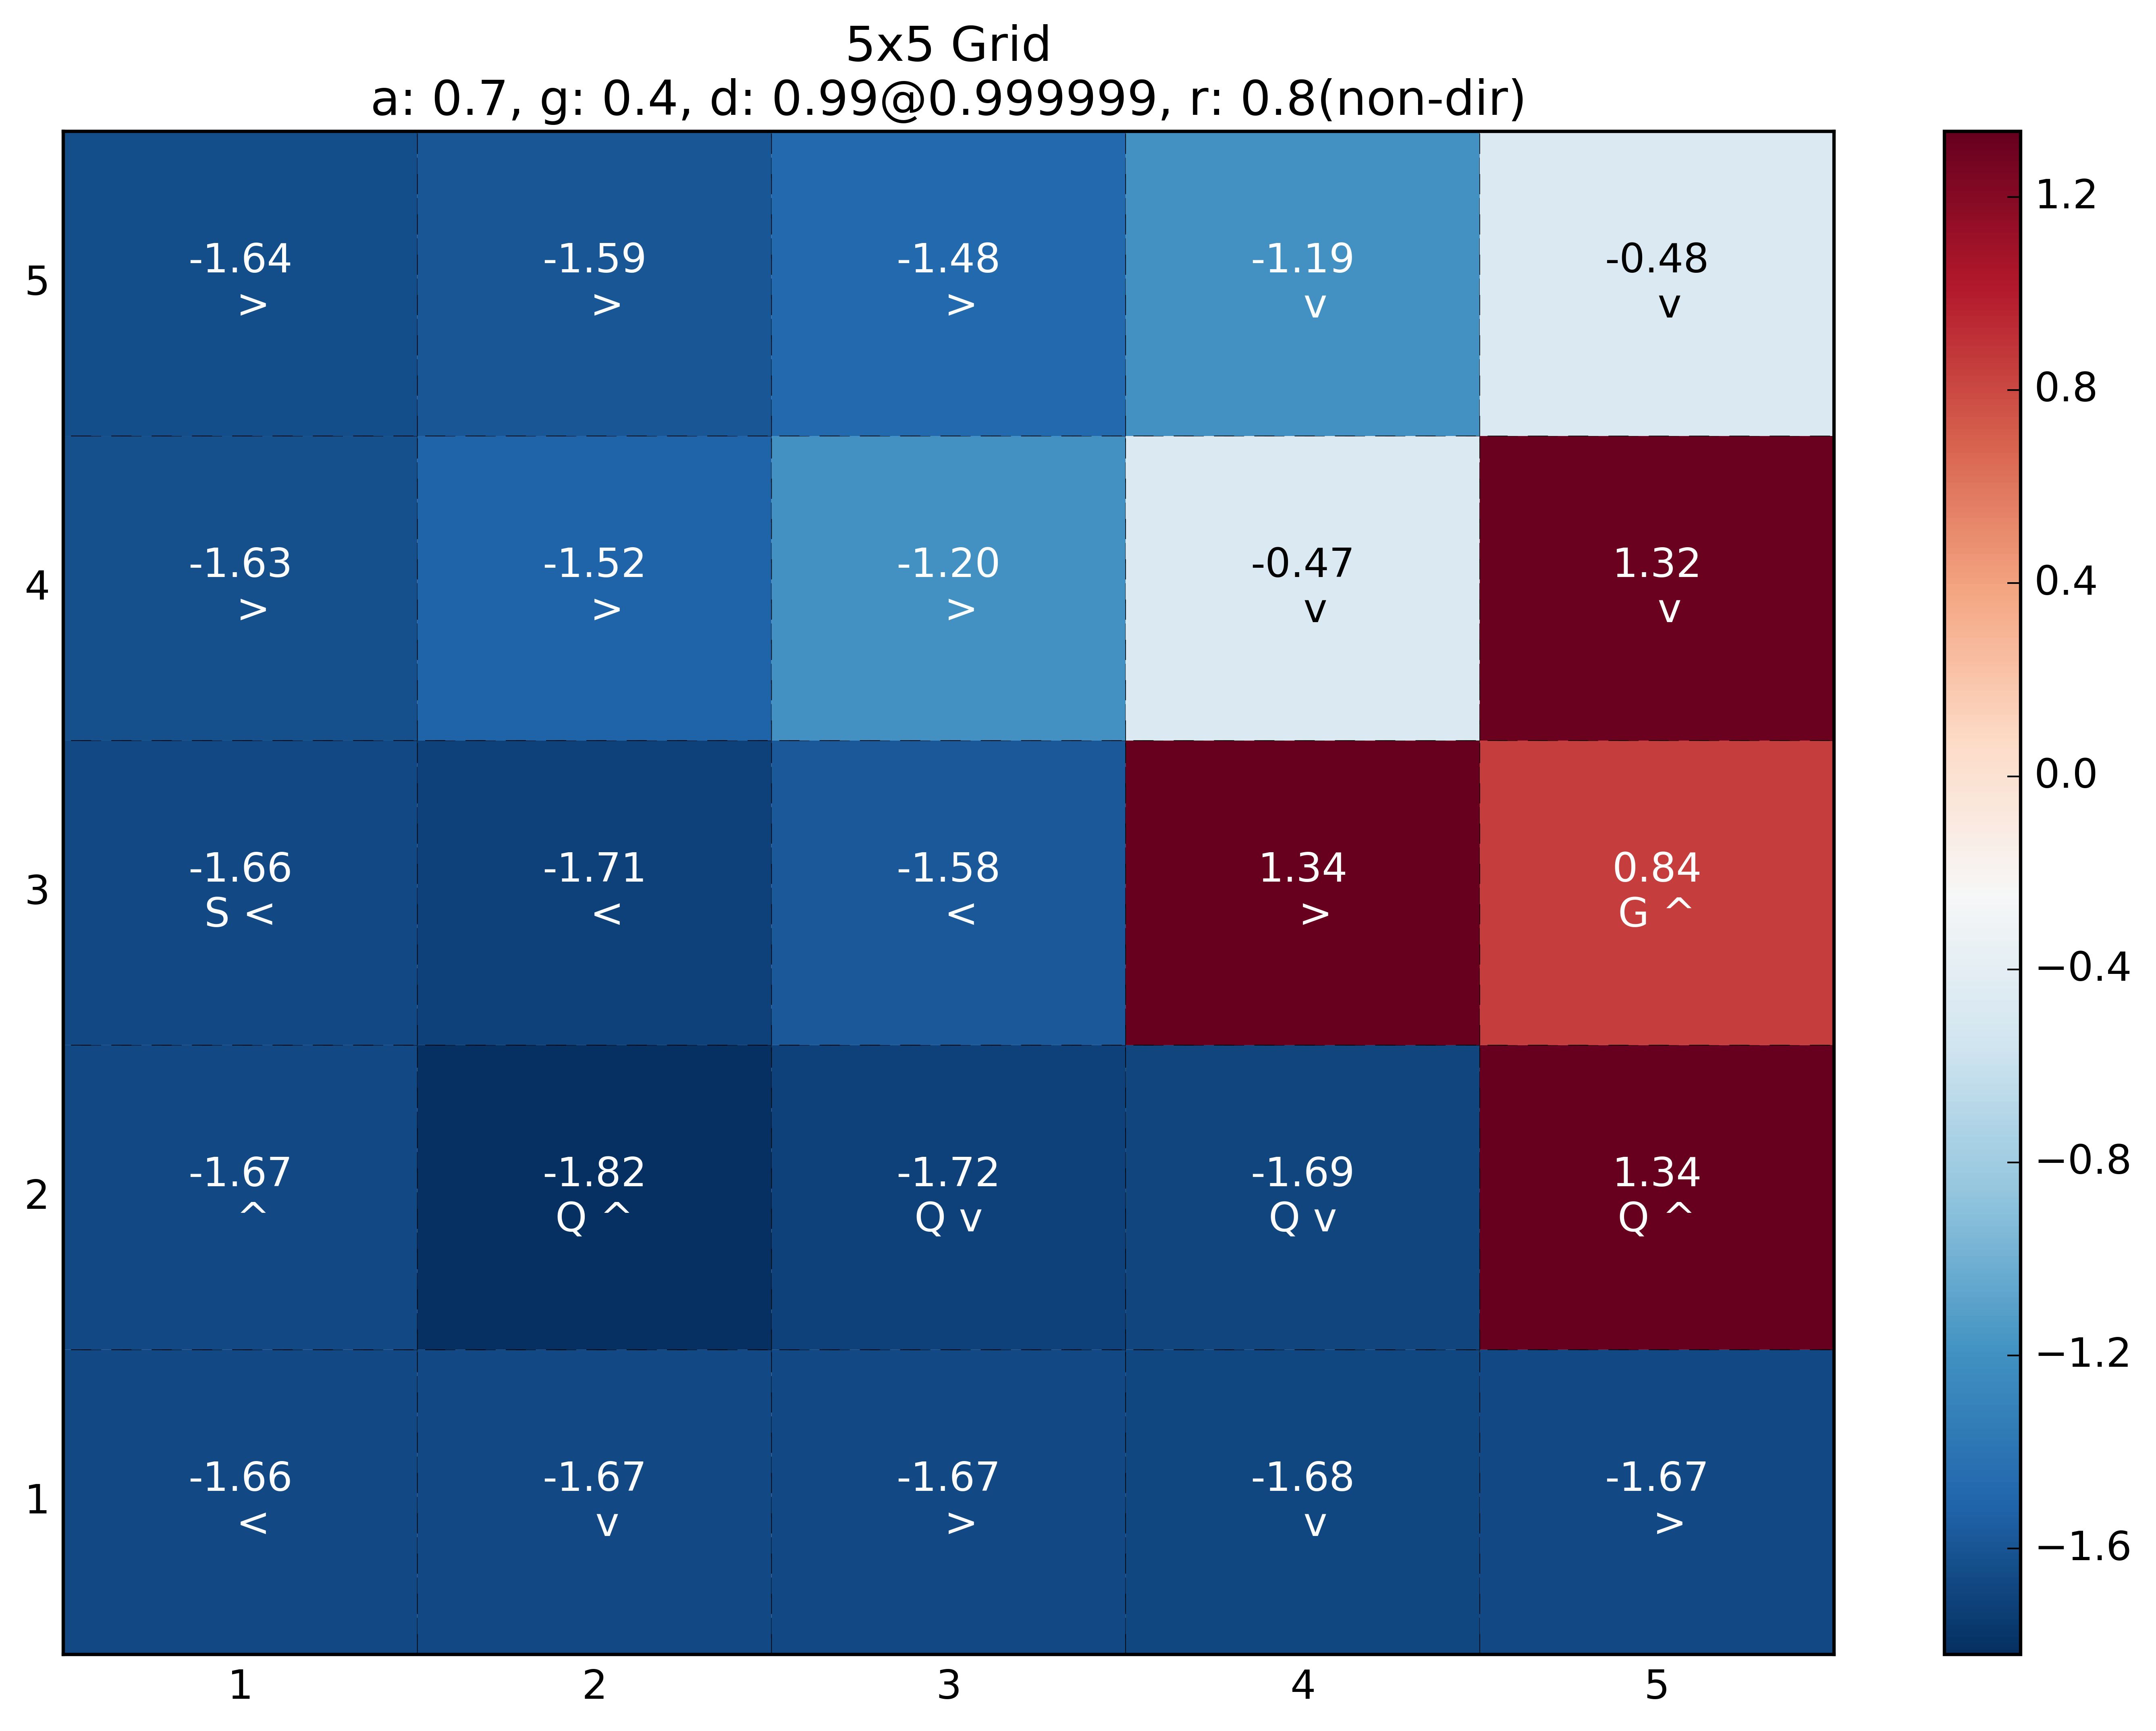 5x5 Grid
a: 0.7, g: 0.4, d: 0.99@0.999999, r: 0.8(non-dir)
5
-1.64 -1.59 -1.48 -1.19 -0.48
> > > v v
4
-1.63 -1.52 -1.20 -0.47 1.32
> > > v v
3
-1.66 -1.71 -1.58 1.34 0.84
S < < < > G ^
2
-1.67 -1.82 -1.72 -1.69 1.34
^ Q ^ Q v Q v Q ^
1
-1.66 -1.67 -1.67 -1.68 -1.67
< v > v >
1 2 3 4 5
1.2
0.8
0.4
0.0
−0.4
−0.8
−1.2
−1.6